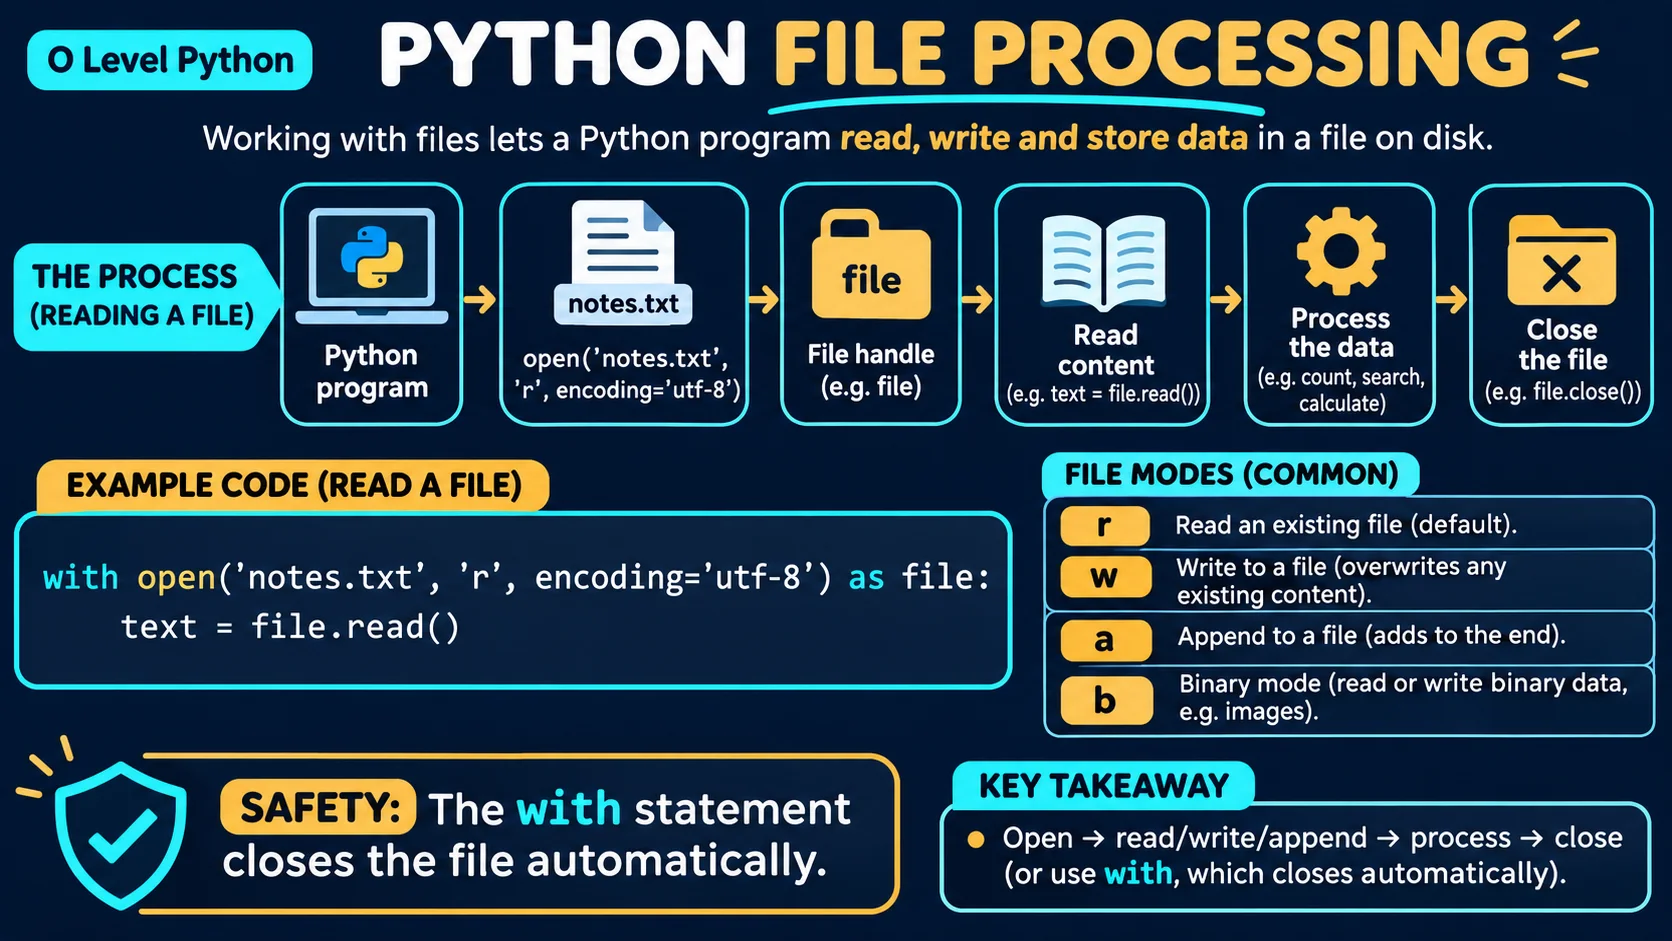 O Level Python
PYTHON FILE PROCESSING
Working with files lets a Python program read, write and store data in a file on disk.
THE PROCESS
(READING A FILE)
Python
program
notes.txt
open('notes.txt',
'r', encoding='utf-8')
file
File handle
(e.g. file)
Read
content
(e.g. text = file.read())
Process
the data
(e.g. count, search,
calculate)
Close
the file
(e.g. file.close())
EXAMPLE CODE (READ A FILE)
with open('notes.txt', 'r', encoding='utf-8') as file:
    text = file.read()
FILE MODES (COMMON)
r Read an existing file (default).
w Write to a file (overwrites any
existing content).
a Append to a file (adds to the end).
b Binary mode (read or write binary data,
e.g. images).
SAFETY: The with statement
closes the file automatically.
KEY TAKEAWAY
• Open → read/write/append → process → close
(or use with, which closes automatically).